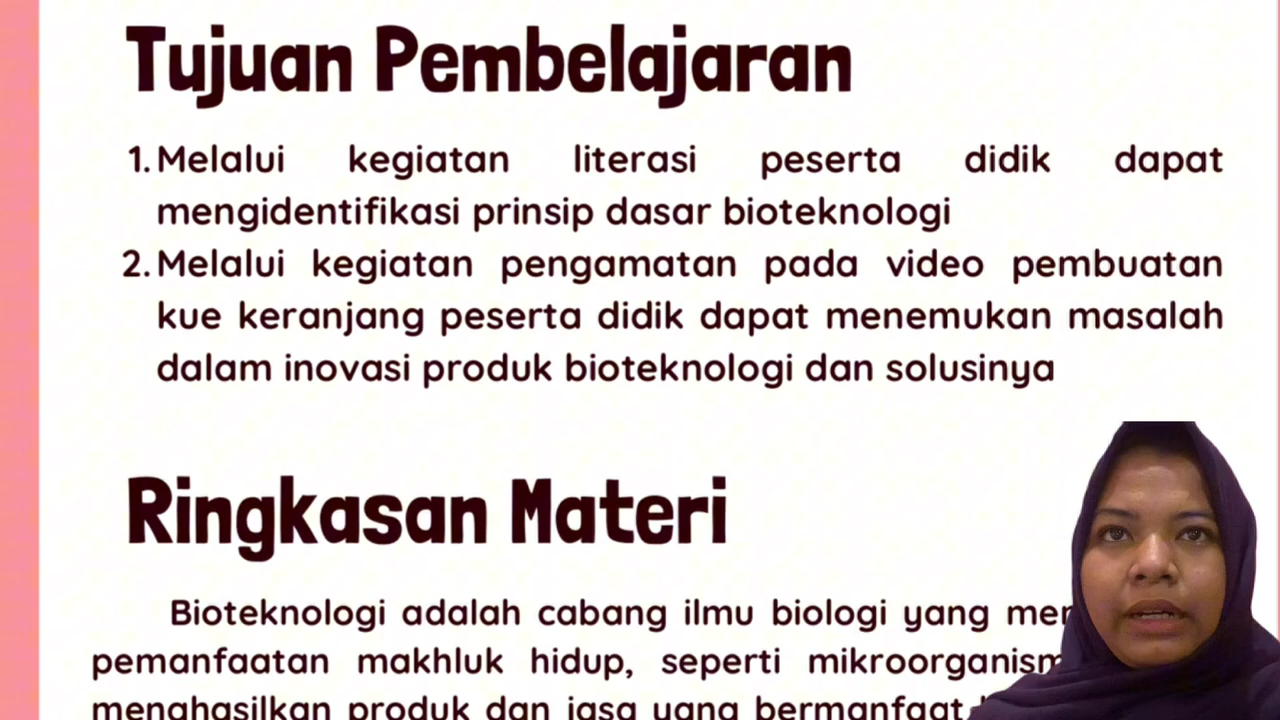 Tujuan Pembelajaran
1. Melalui kegiatan literasi peserta didik dapat
mengidentifikasi prinsip dasar bioteknologi
2. Melalui kegiatan pengamatan pada video pembuatan
kue keranjang peserta didik dapat menemukan masalah
dalam inovasi produk bioteknologi dan solusinya
Ringkasan Materi
Bioteknologi adalah cabang ilmu biologi yang
pemanfaatan makhluk hidup, seperti
menghasilkan produk dan jasa yang bermanfaat